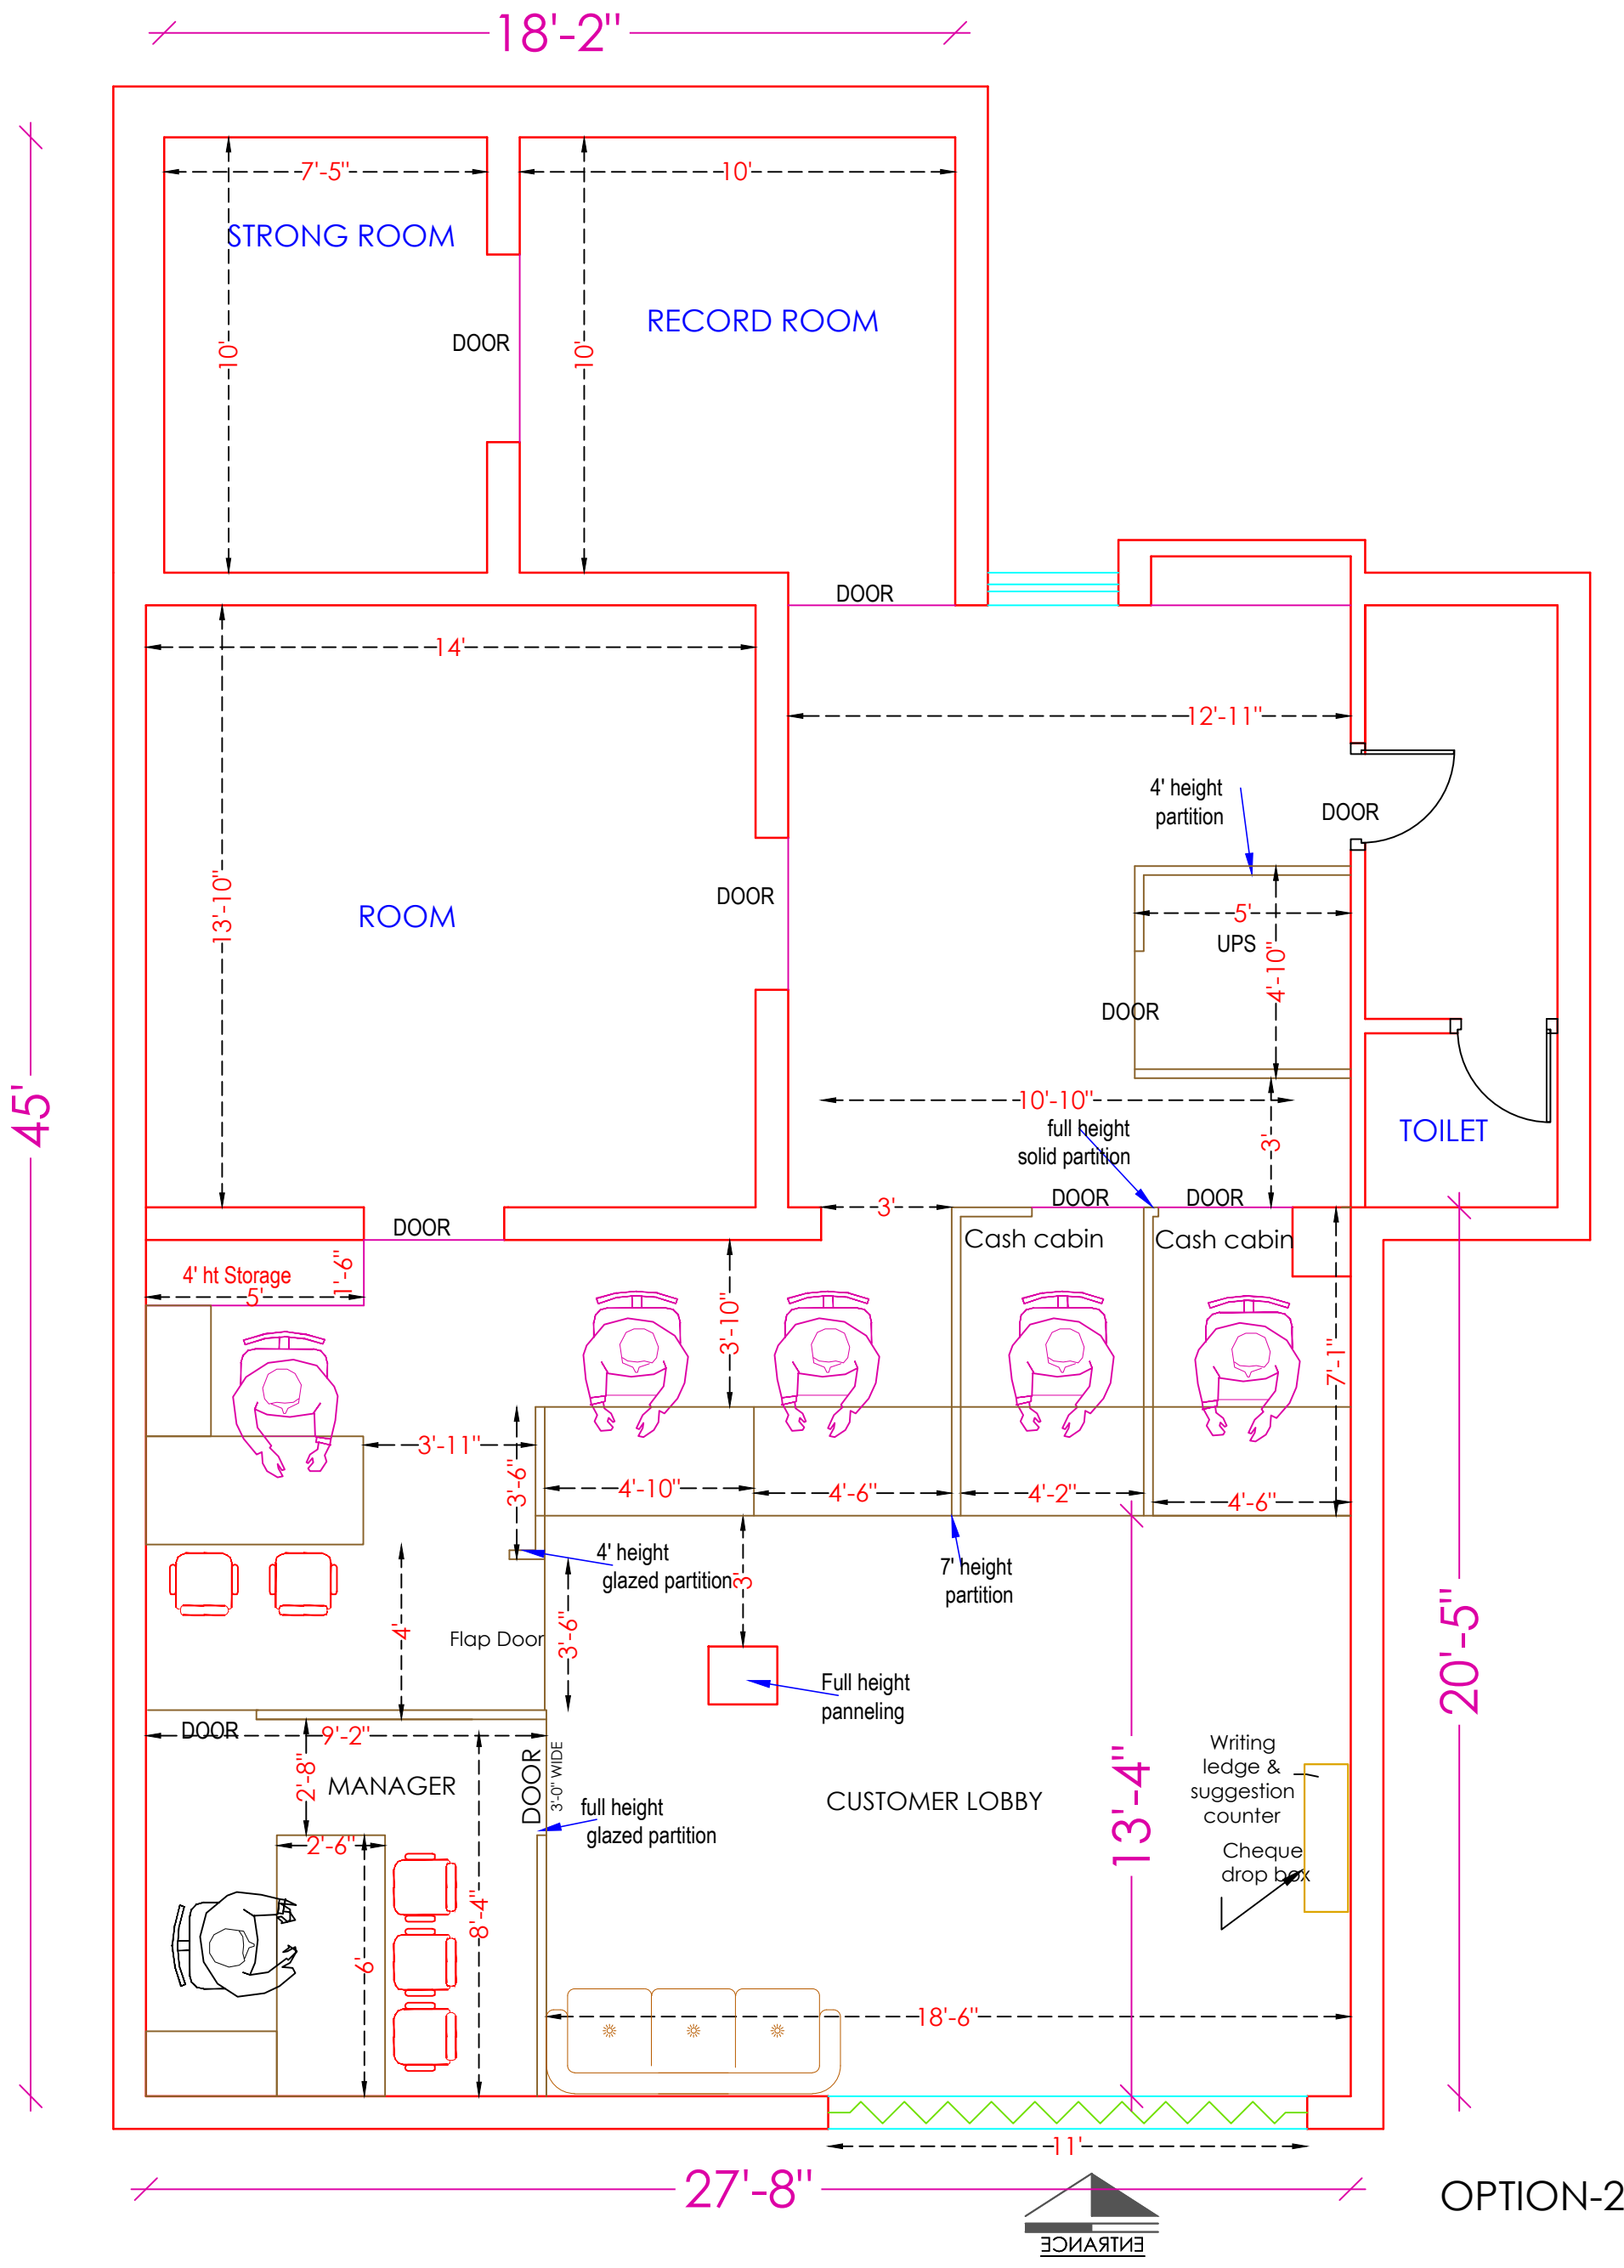 18'-2"
7'-5"
10'
STRONG ROOM
RECORD ROOM
DOOR
10'
10'
DOOR
14'
12'-11"
4' height
partition
DOOR
13'-10"
DOOR
ROOM
5'
UPS
4'-10"
DOOR
45'
10'-10"
full height
solid partition
3'
TOILET
3'
DOOR
DOOR
DOOR
Cash cabin
Cash cabin
4' ht Storage
5'
1'-6"
3'-10"
7'-1"
3'-11"
3'-6"
4'-10"
4'-6"
4'-2"
4'-6"
4' height
glazed partition
3'
7' height
partition
4'
Flap Door
3'-6"
20'-5"
Full height
panneling
DOOR
9'-2"
2'-8"
MANAGER
DOOR
3'-0" WIDE
full height
glazed partition
CUSTOMER LOBBY
13'-4"
Writing
ledge &
suggestion
counter
Cheque
drop box
2'-6"
6'
8'-4"
18'-6"
11'
27'-8"
ENTRANCE
OPTION-2